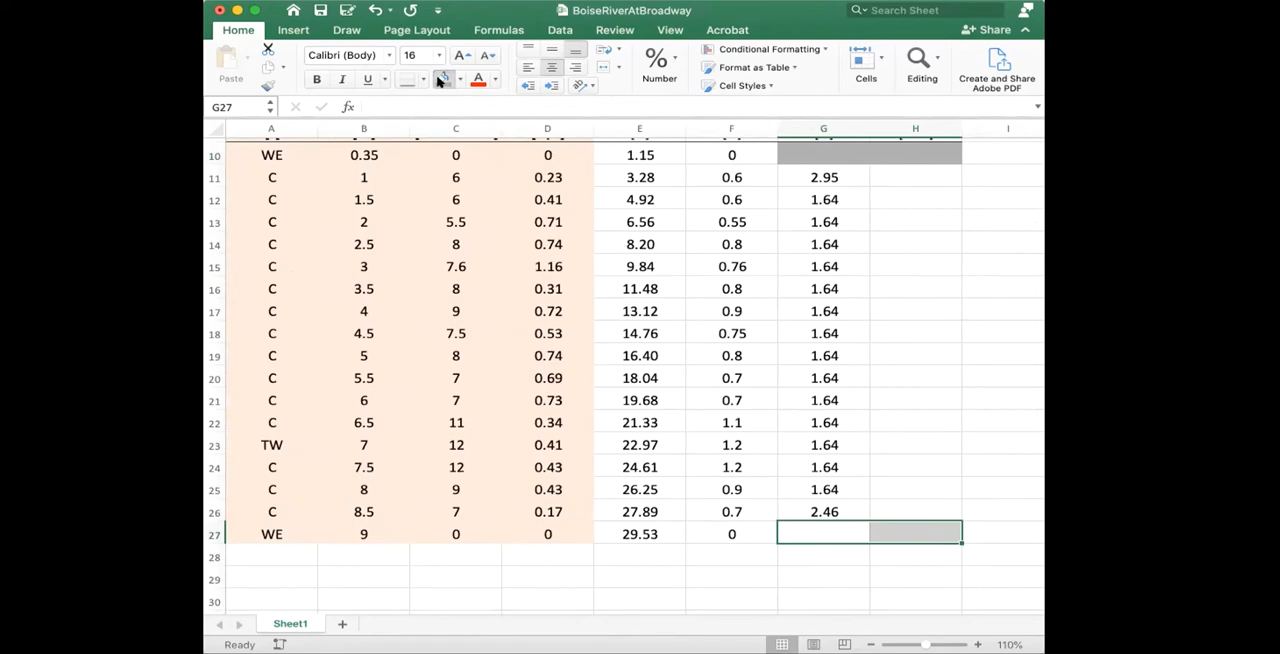 BoiseRiverAtBroadway
Search Sheet
Home Insert Draw Page Layout Formulas Data Review View Acrobat
Share
Paste
Calibri (Body) 16
A A
B I U A
% Number
Conditional Formatting
Format as Table
Cell Styles
Cells
Editing
Create and Share
Adobe PDF
G27 fx
A B C D E F G H I
10 WE 0.35 0 0 1.15 0
11 C 1 6 0.23 3.28 0.6 2.95
12 C 1.5 6 0.41 4.92 0.6 1.64
13 C 2 5.5 0.71 6.56 0.55 1.64
14 C 2.5 8 0.74 8.20 0.8 1.64
15 C 3 7.6 1.16 9.84 0.76 1.64
16 C 3.5 8 0.31 11.48 0.8 1.64
17 C 4 9 0.72 13.12 0.9 1.64
18 C 4.5 7.5 0.53 14.76 0.75 1.64
19 C 5 8 0.74 16.40 0.8 1.64
20 C 5.5 7 0.69 18.04 0.7 1.64
21 C 6 7 0.73 19.68 0.7 1.64
22 C 6.5 11 0.34 21.33 1.1 1.64
23 TW 7 12 0.41 22.97 1.2 1.64
24 C 7.5 12 0.43 24.61 1.2 1.64
25 C 8 9 0.43 26.25 0.9 1.64
26 C 8.5 7 0.17 27.89 0.7 2.46
27 WE 9 0 0 29.53 0
28
29
30
Sheet1
Ready
110%